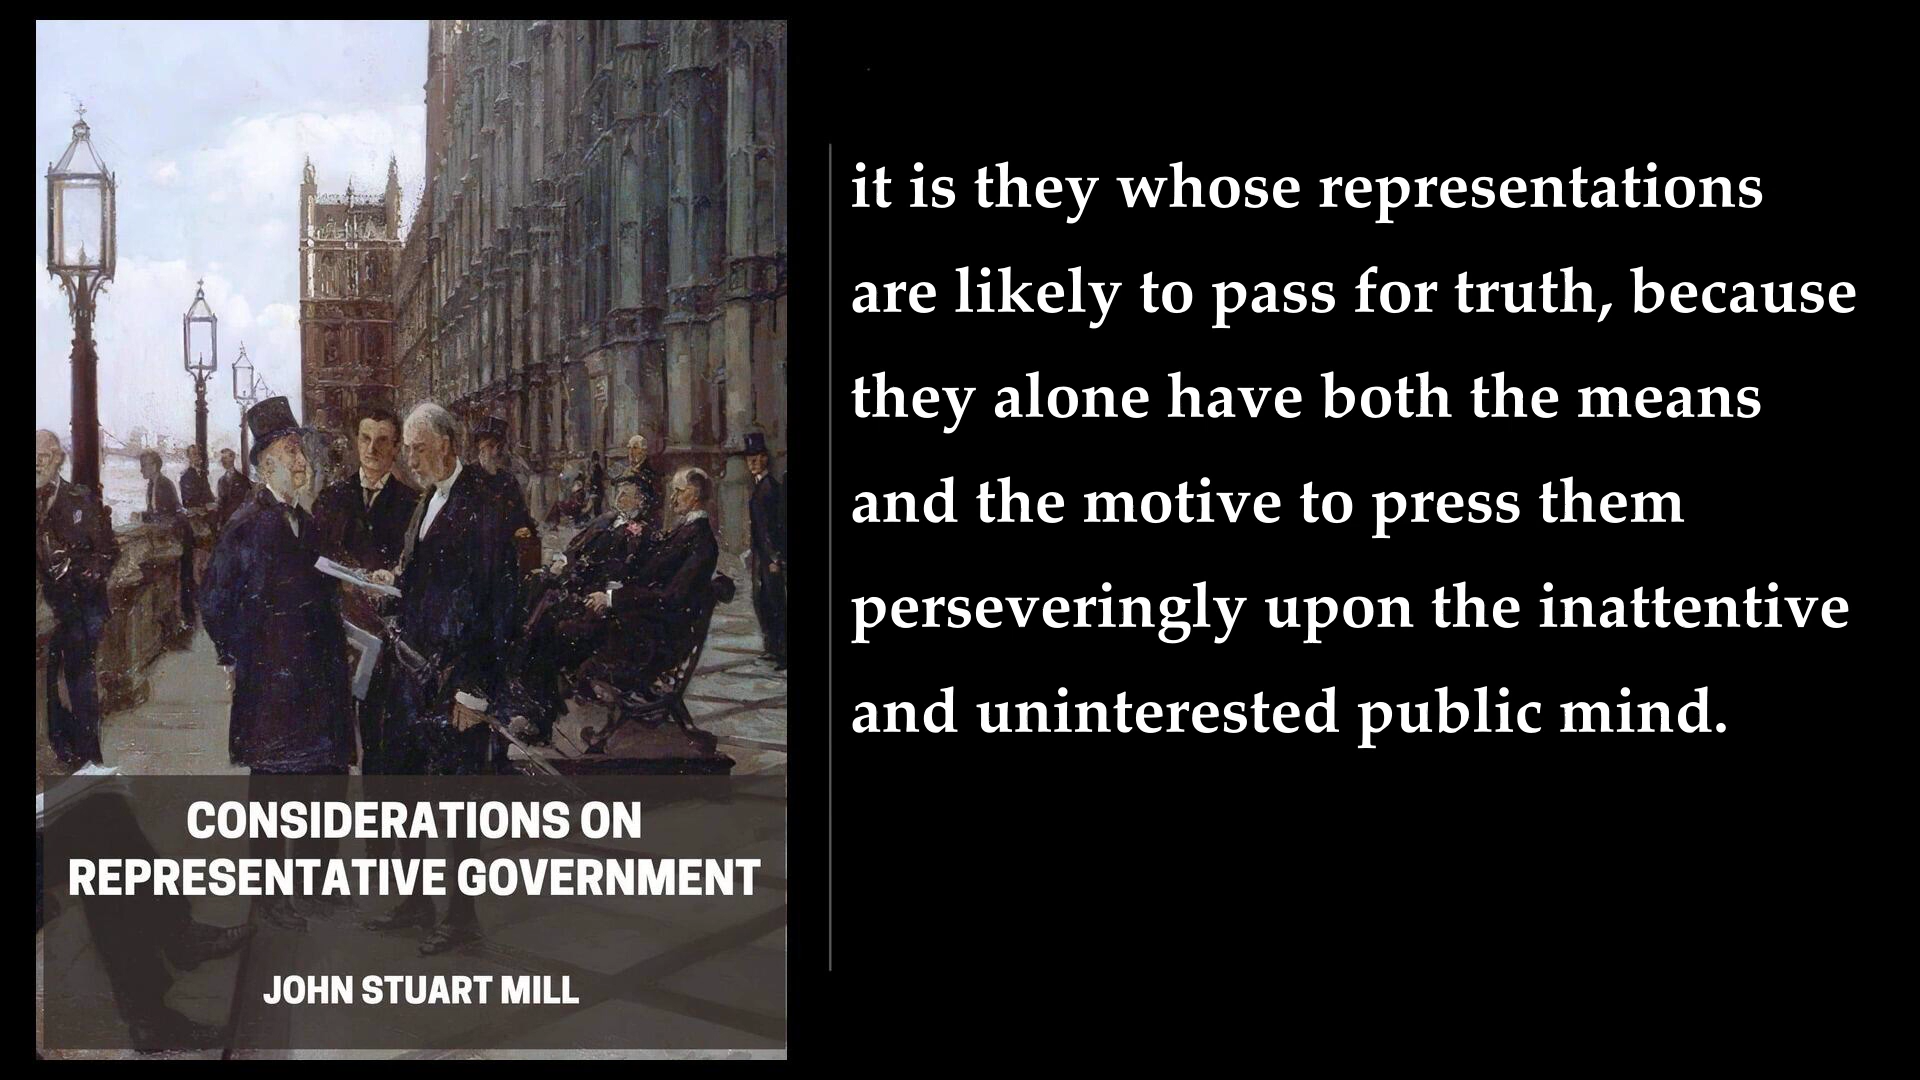 CONSIDERATIONS ON
REPRESENTATIVE GOVERNMENT
JOHN STUART MILL
it is they whose representations
are likely to pass for truth, because
they alone have both the means
and the motive to press them
perseveringly upon the inattentive
and uninterested public mind.